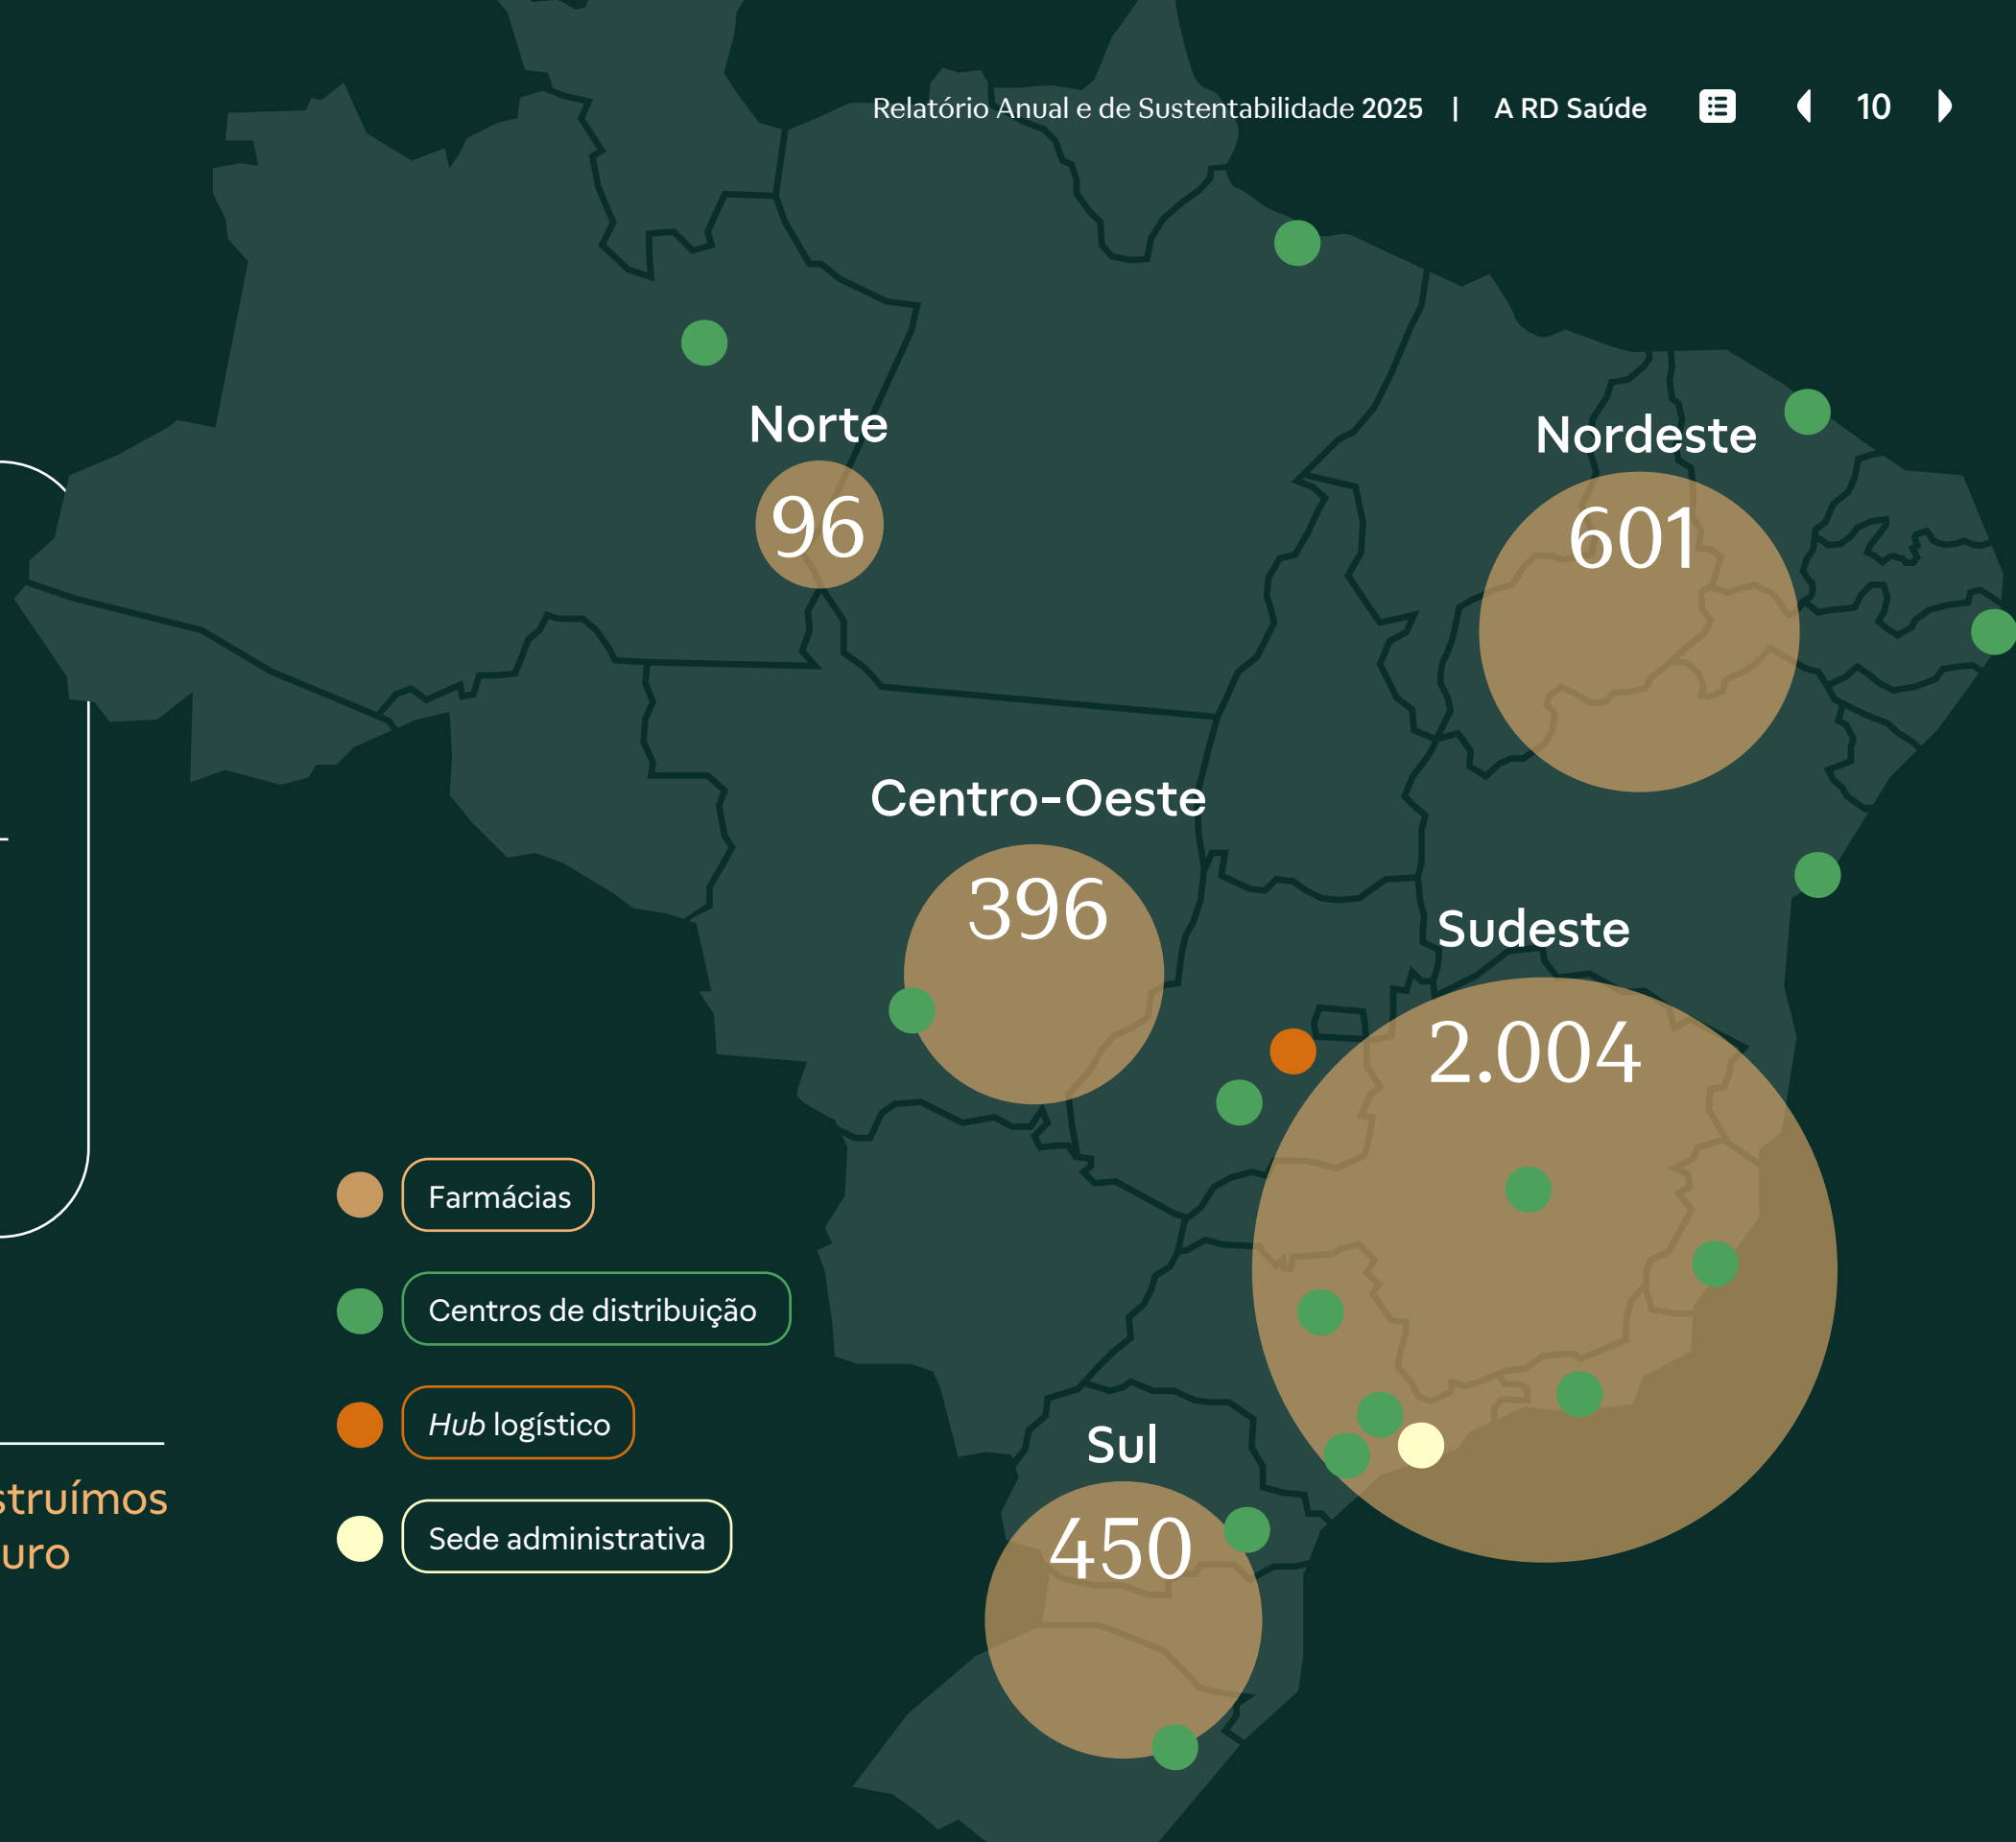 Relatório Anual e de Sustentabilidade 2025 | A RD Saúde 10
Norte
96
Nordeste
601
Centro-Oeste
396
Sudeste
2.004
Farmácias
Centros de distribuição
Hub logístico
Sede administrativa
Sul
450
struímos
uro